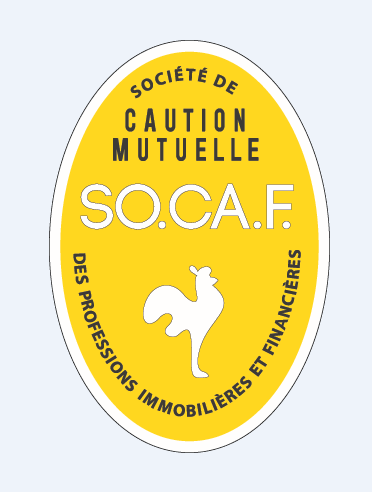 SOCIÉTÉ DE
CAUTION
MUTUELLE
SO.CA.F.
DES PROFESSIONS IMMOBILIÈRES ET FINANCIÈRES